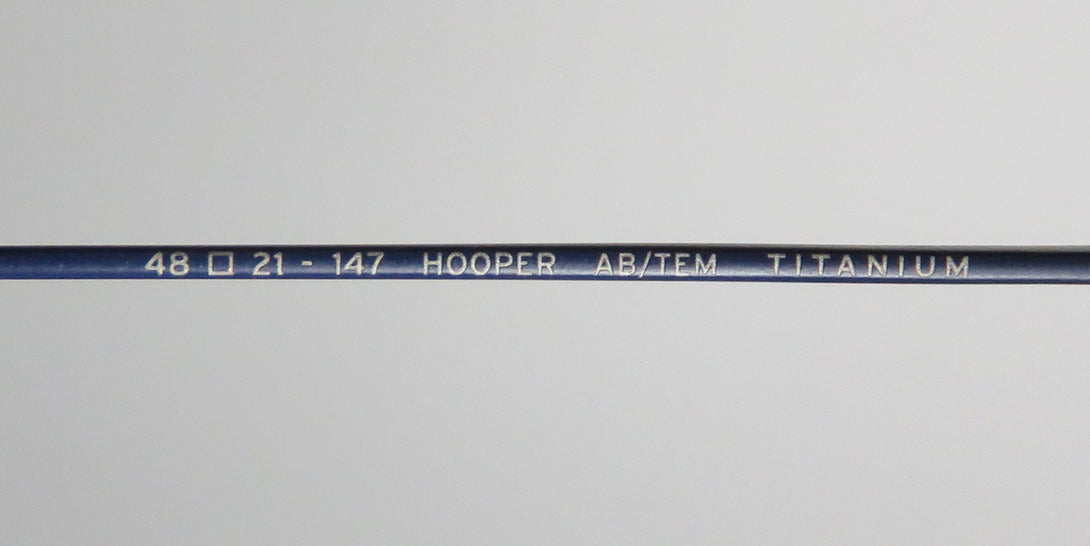 48 □ 21 - 147 HOOPER AB/TEM TITANIUM